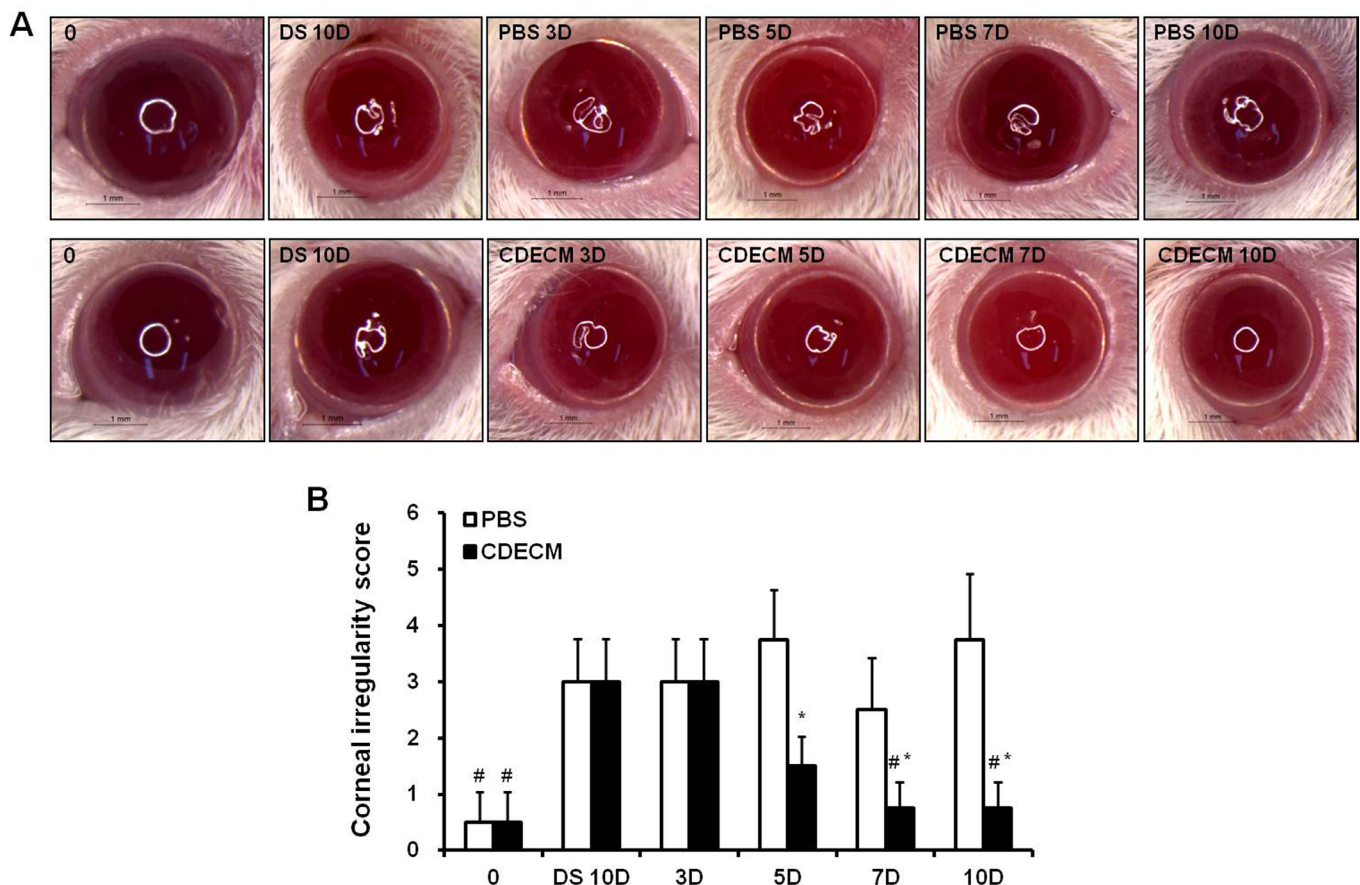 A
0 DS 10D PBS 3D PBS 5D PBS 7D PBS 10D
1 mm 1 mm 1 mm 1 mm 1 mm 1 mm
0 DS 10D CDECM 3D CDECM 5D CDECM 7D CDECM 10D
1 mm 1 mm 1 mm 1 mm 1 mm 1 mm
B
Corneal irregularity score
6
5
4
3
2
1
0
PBS
CDECM
# # * #* #*
0 DS 10D 3D 5D 7D 10D